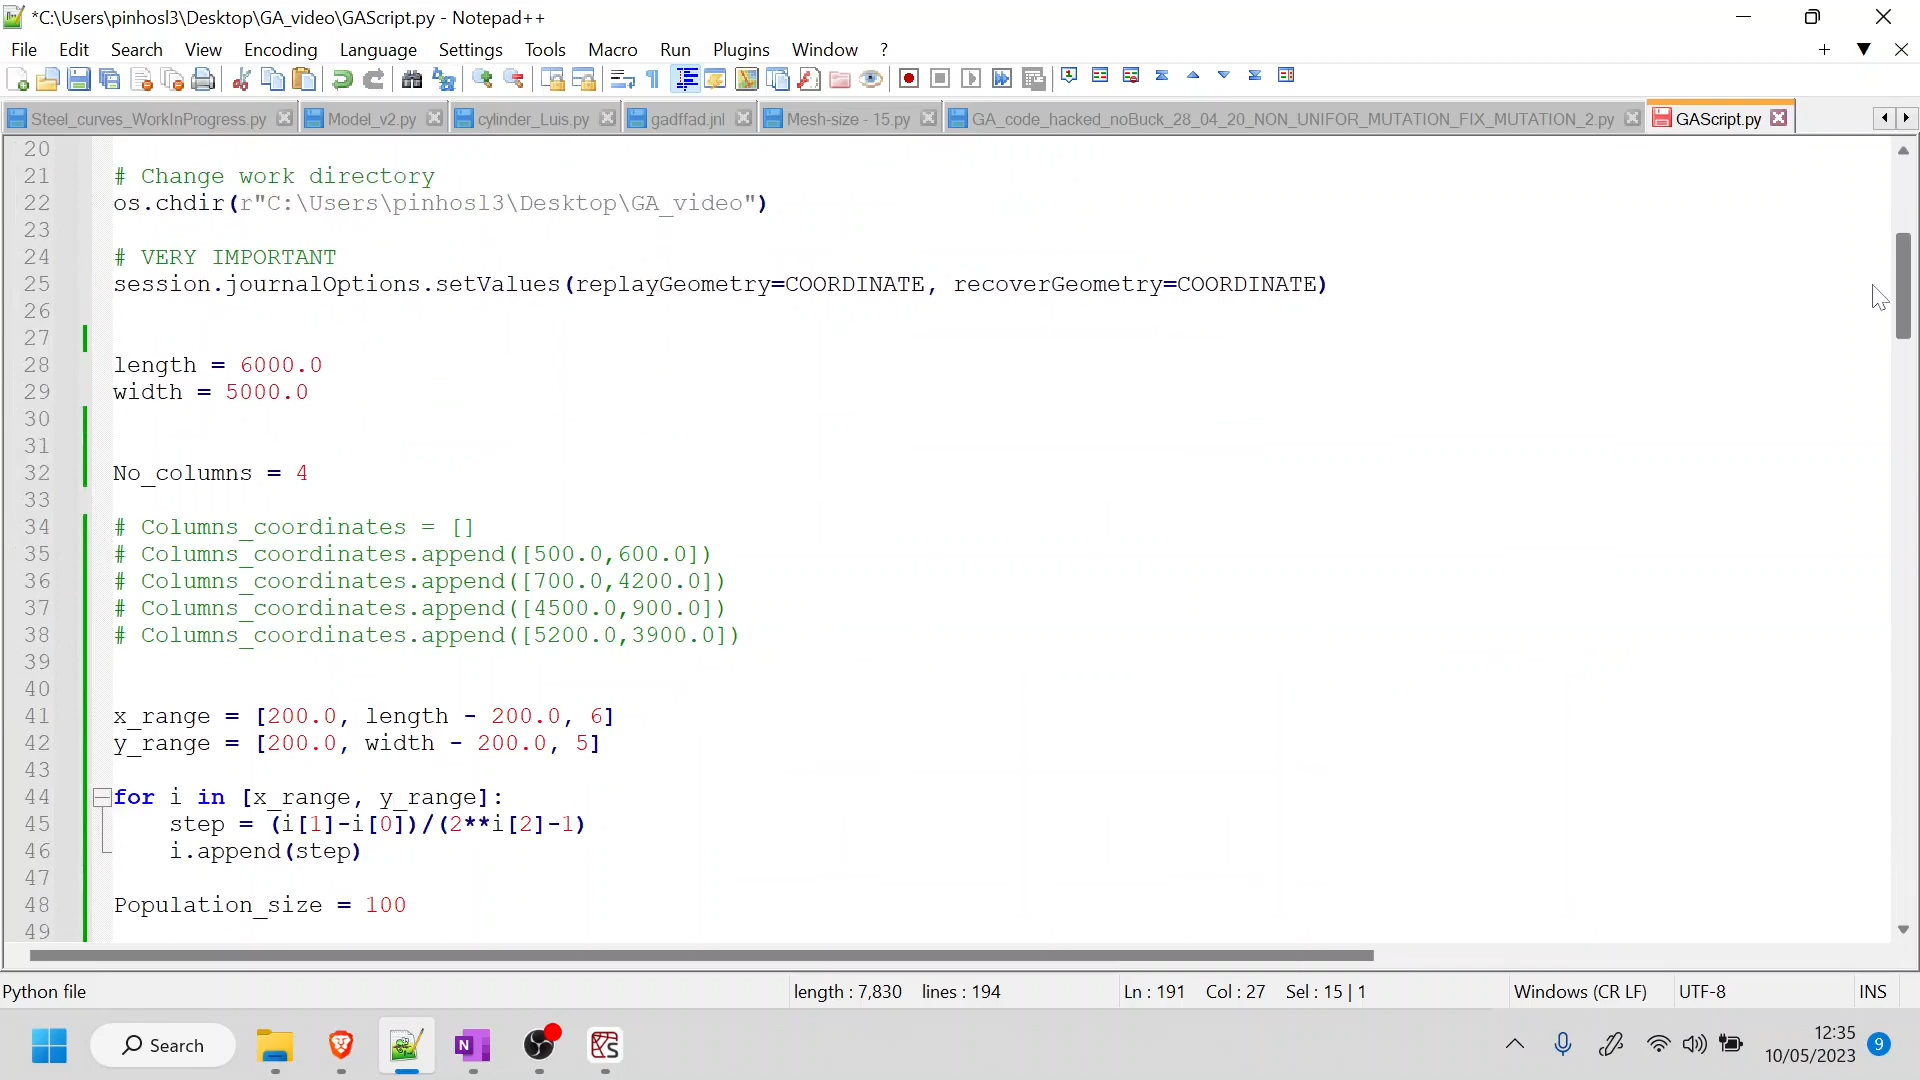 *C:\Users\pinhosl3\Desktop\GA_video\GAScript.py - Notepad++
File Edit Search View Encoding Language Settings Tools Macro Run Plugins Window ?
Steel_curves_WorkInProgress.py Model_v2.py cylinder_Luis.py gadffad.jnl Mesh-size - 15.py GA_code_hacked_noBuck_28_04_20_NON_UNIFOR_MUTATION_FIX_MUTATION_2.py GAScript.py
20
21 # Change work directory
22 os.chdir(r"C:\Users\pinhosl3\Desktop\GA_video")
23
24 # VERY IMPORTANT
25 session.journalOptions.setValues(replayGeometry=COORDINATE, recoverGeometry=COORDINATE)
26
27
28 length = 6000.0
29 width = 5000.0
30
31
32 No_columns = 4
33
34 # Columns_coordinates = []
35 # Columns_coordinates.append([500.0,600.0])
36 # Columns_coordinates.append([700.0,4200.0])
37 # Columns_coordinates.append([4500.0,900.0])
38 # Columns_coordinates.append([5200.0,3900.0])
39
40
41 x_range = [200.0, length - 200.0, 6]
42 y_range = [200.0, width - 200.0, 5]
43
44 for i in [x_range, y_range]:
45 step = (i[1]-i[0])/(2**i[2]-1)
46 i.append(step)
47
48 Population_size = 100
49
Python file length : 7,830 lines : 194 Ln : 191 Col : 27 Sel : 15 | 1 Windows (CR LF) UTF-8 INS
Search
12:35
10/05/2023
9